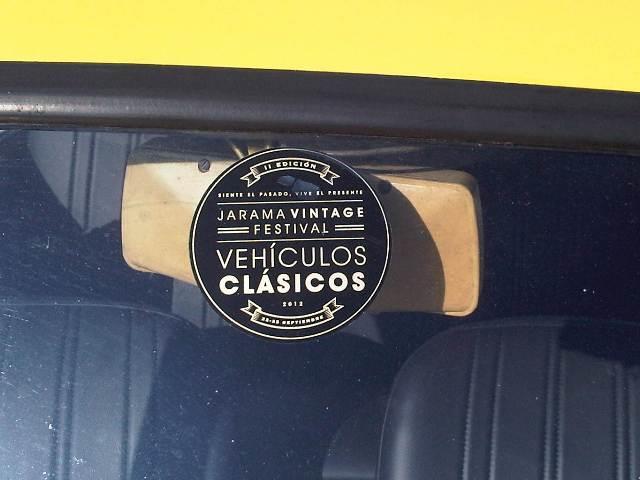 II EDICIÓN
SIENTE EL PASADO, VIVE EL PRESENTE
JARAMA VINTAGE
FESTIVAL
VEHÍCULOS
CLÁSICOS
2012
SEPTIEMBRE